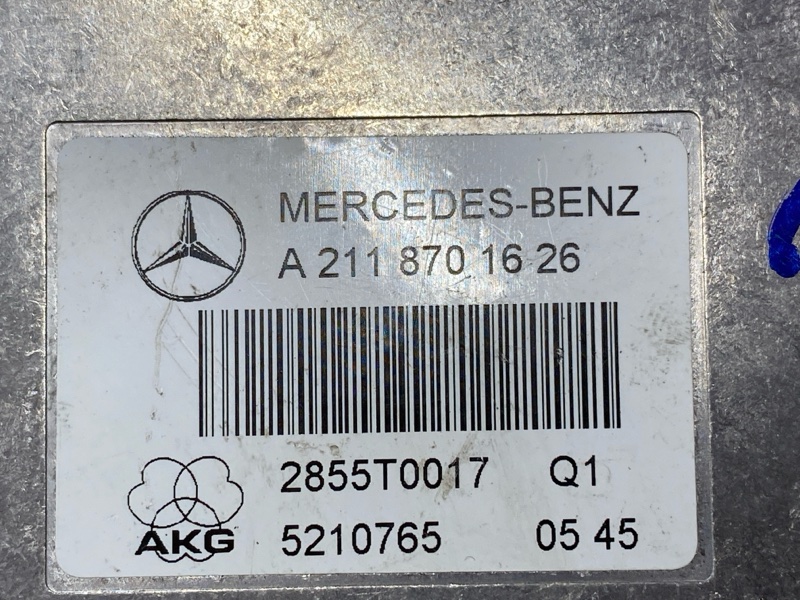 MERCEDES-BENZ
A 211 870 16 26
2855T0017 Q1
AKG
5210765 05 45